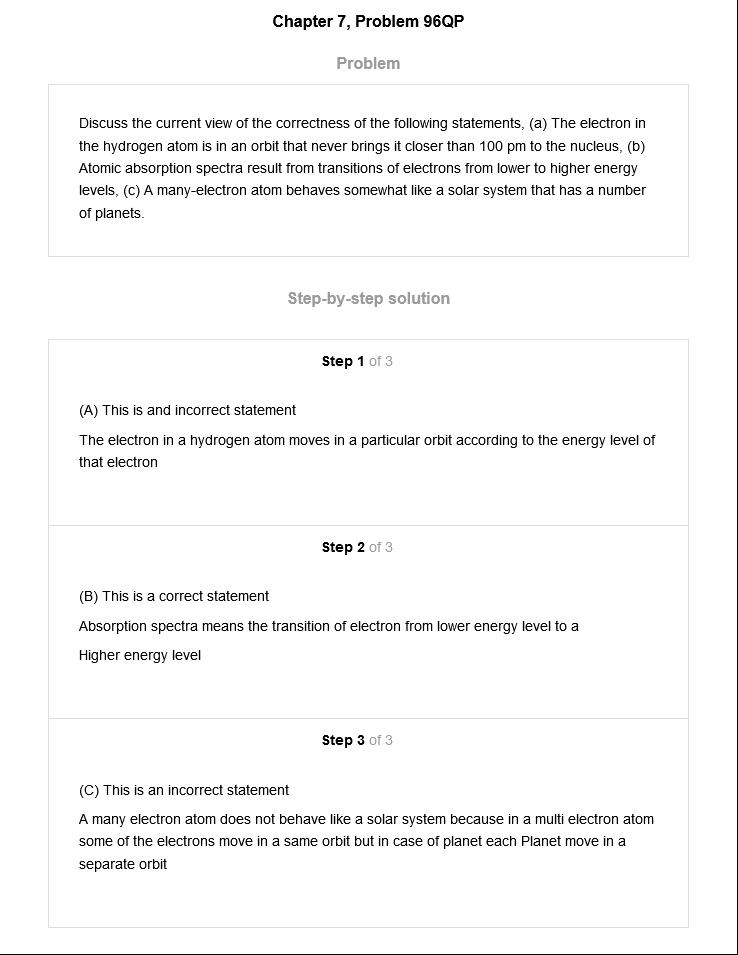 Chapter 7, Problem 96QP
Problem
Discuss the current view of the correctness of the following statements, (a) The electron in
the hydrogen atom is in an orbit that never brings it closer than 100 pm to the nucleus, (b)
Atomic absorption spectra result from transitions of electrons from lower to higher energy
levels, (c) A many-electron atom behaves somewhat like a solar system that has a number
of planets.
Step-by-step solution
Step 1 of 3
(A) This is and incorrect statement
The electron in a hydrogen atom moves in a particular orbit according to the energy level of
that electron
Step 2 of 3
(B) This is a correct statement
Absorption spectra means the transition of electron from lower energy level to a
Higher energy level
Step 3 of 3
(C) This is an incorrect statement
A many electron atom does not behave like a solar system because in a multi electron atom
some of the electrons move in a same orbit but in case of planet each Planet move in a
separate orbit